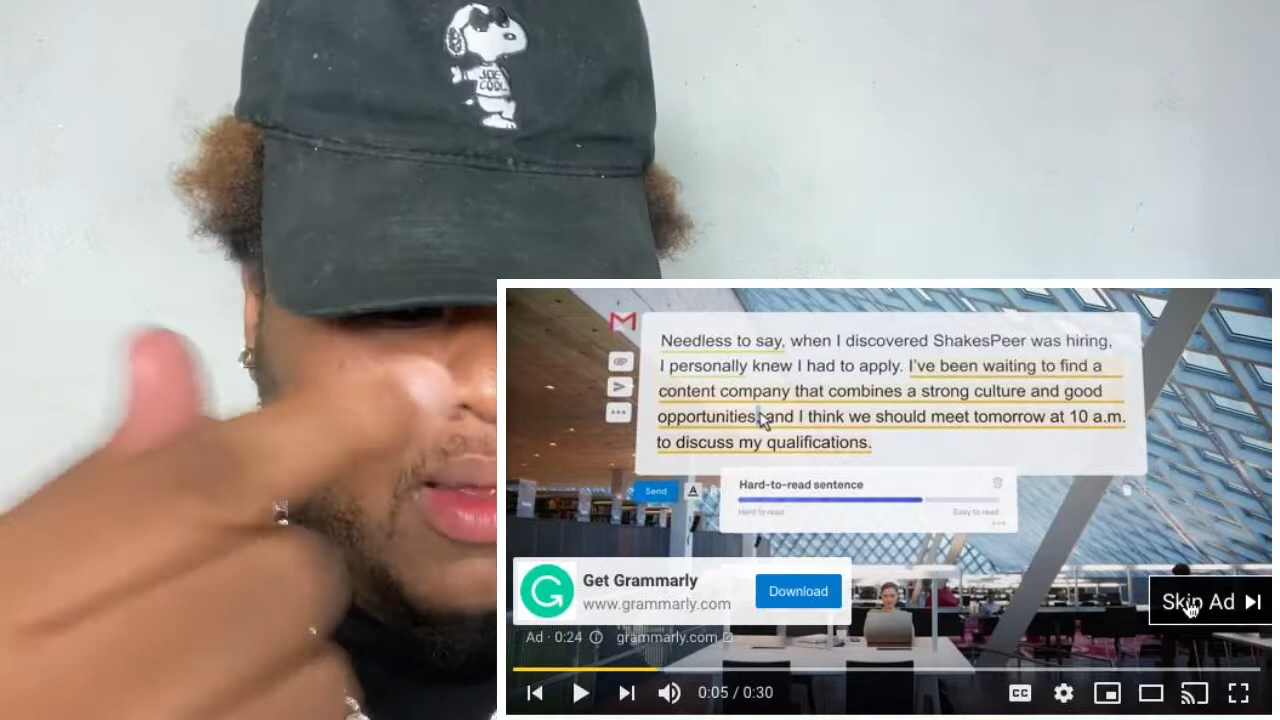 JOE
COOL
Needless to say, when I discovered ShakesPeer was hiring,
I personally knew I had to apply. I've been waiting to find a
content company that combines a strong culture and good
opportunities, and I think we should meet tomorrow at 10 a.m.
to discuss my qualifications.
Send A
Hard-to-read sentence
Hard to read Easy to read
Get Grammarly
www.grammarly.com
Download
Skip Ad
Ad · 0:24 grammarly.com
0:05 / 0:30
CC